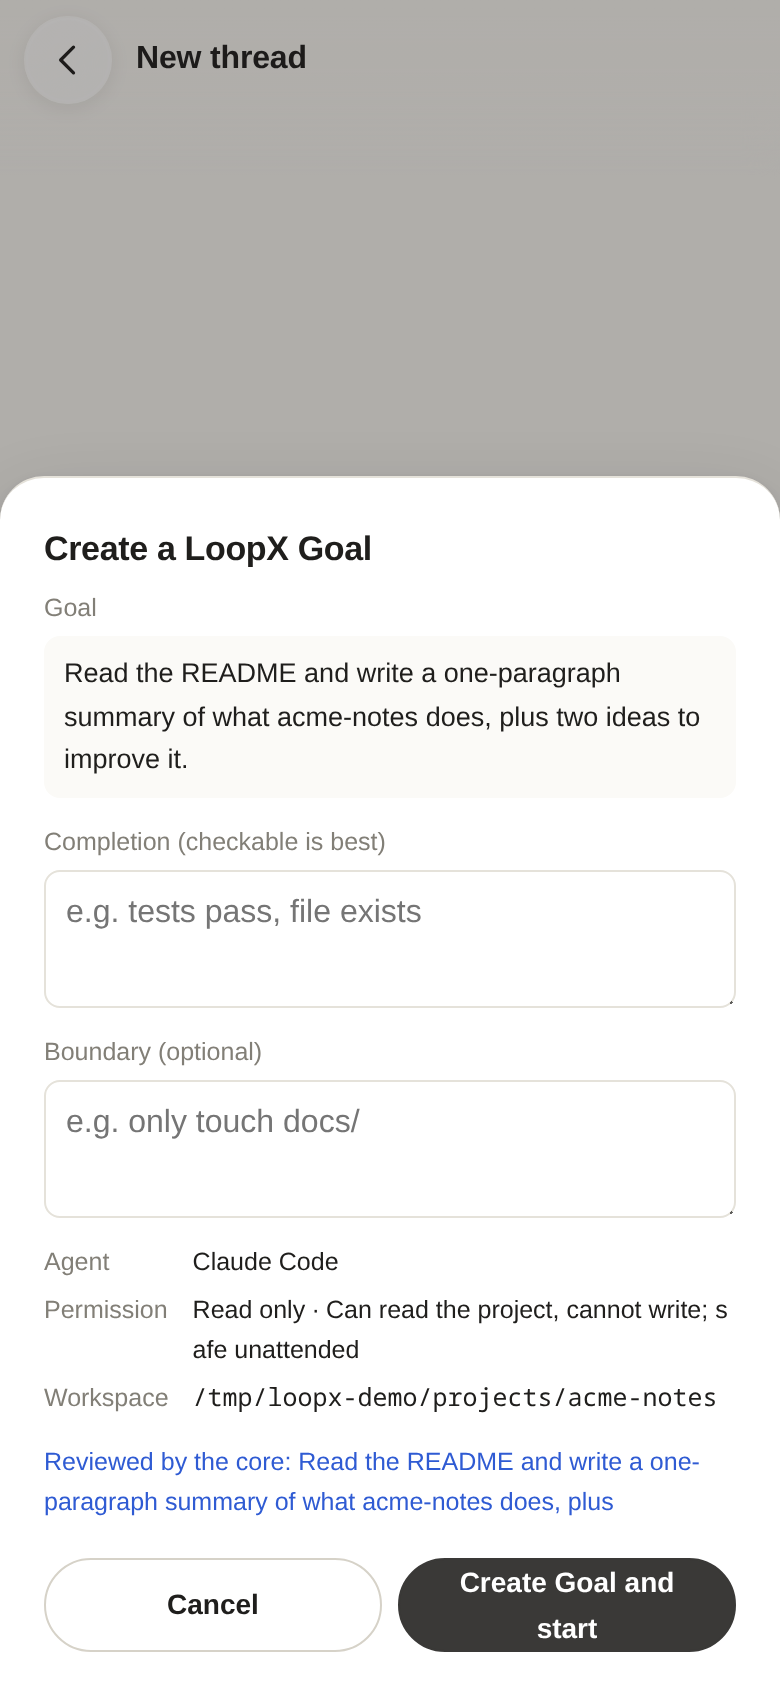 New thread
Create a LoopX Goal
Goal
Read the README and write a one-paragraph
summary of what acme-notes does, plus two ideas to
improve it.
Completion (checkable is best)
e.g. tests pass, file exists
Boundary (optional)
e.g. only touch docs/
Agent Claude Code
Permission Read only · Can read the project, cannot write; s
afe unattended
Workspace /tmp/loopx-demo/projects/acme-notes
Reviewed by the core: Read the README and write a one-
paragraph summary of what acme-notes does, plus
Cancel
Create Goal and
start